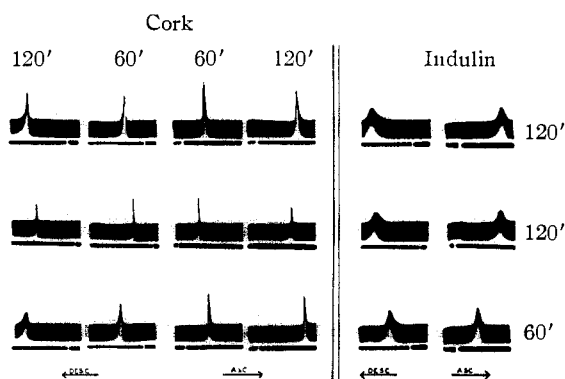 Cork
120′ 60′ 60′ 120′ Indulin
120′
120′
60′
DESC ASC DESC ASC